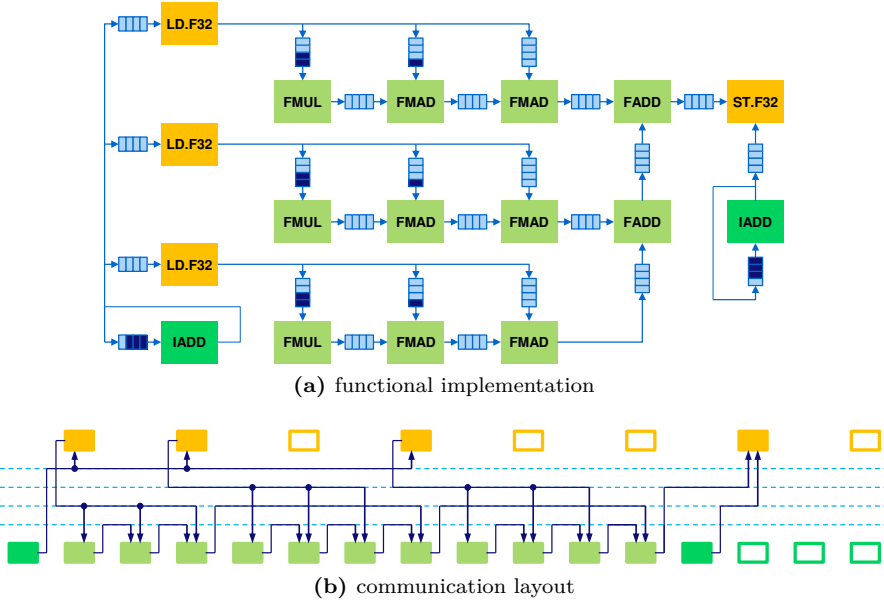 LD.F32
FMUL FMAD FMAD FADD ST.F32
LD.F32
FMUL FMAD FMAD FADD IADD
LD.F32
IADD FMUL FMAD FMAD
(a) functional implementation
(b) communication layout